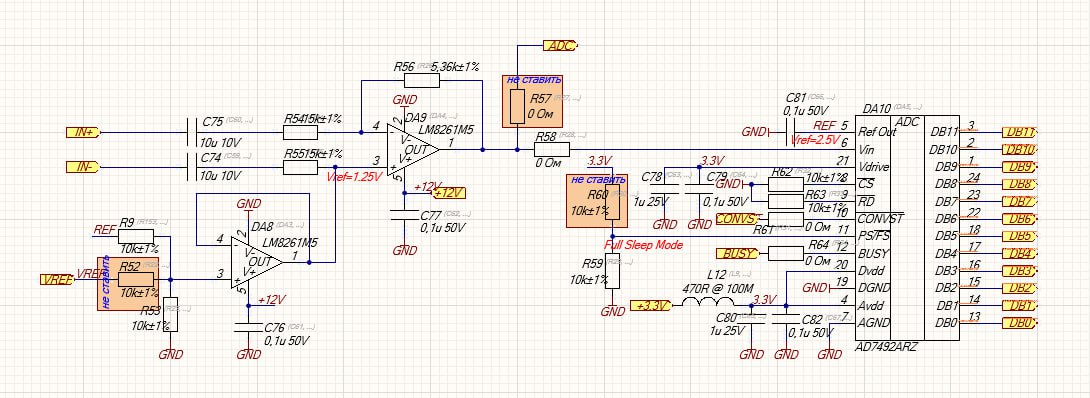 ADC
R56
5,36k±1%
не ставить
R57
0 Ом
GND
DA9
LM8261M5
C75
R54
15k±1%
IN+
10u 10V
4
2
V-
OUT
1
R58
0 Ом
C74
R55
15k±1%
IN-
10u 10V
3
V+
5
Vref=1.25V
+12V
+12V
C77
0,1u 50V
GND
GND
DA8
LM8261M5
2
V-
4
OUT
1
3
V+
5
REF
R9
10k±1%
VREF
VREF
R52
10k±1%
не ставить
R53
10k±1%
GND
+12V
C76
0,1u 50V
GND
C81
0,1u 50V
GND
REF
Vref=2.5V
3.3V
3.3V
не ставить
R60
10k±1%
C78
1u 25V
GND
C79
0,1u 50V
GND
GND
R62
10k±1%
R63
10k±1%
CONVST
R61
Full Sleep Mode
R59
10k±1%
GND
BUSY
R64
0 Ом
L12
470R @ 100M
+3.3V
3.3V
GND
C80
1u 25V
GND
C82
0,1u 50V
GND
GND
DA10
ADC
5 Ref Out
6 Vin
21 Vdrive
8 CS
9 RD
10 CONVST
11 PS/FS
12 BUSY
20 Dvdd
19 DGND
4 Avdd
7 AGND
DB11 3 DB11
DB10 2 DB10
DB9 1 DB9
DB8 24 DB8
DB7 23 DB7
DB6 22 DB6
DB5 18 DB5
DB4 17 DB4
DB3 16 DB3
DB2 15 DB2
DB1 14 DB1
DB0 13 DB0
AD7492ARZ